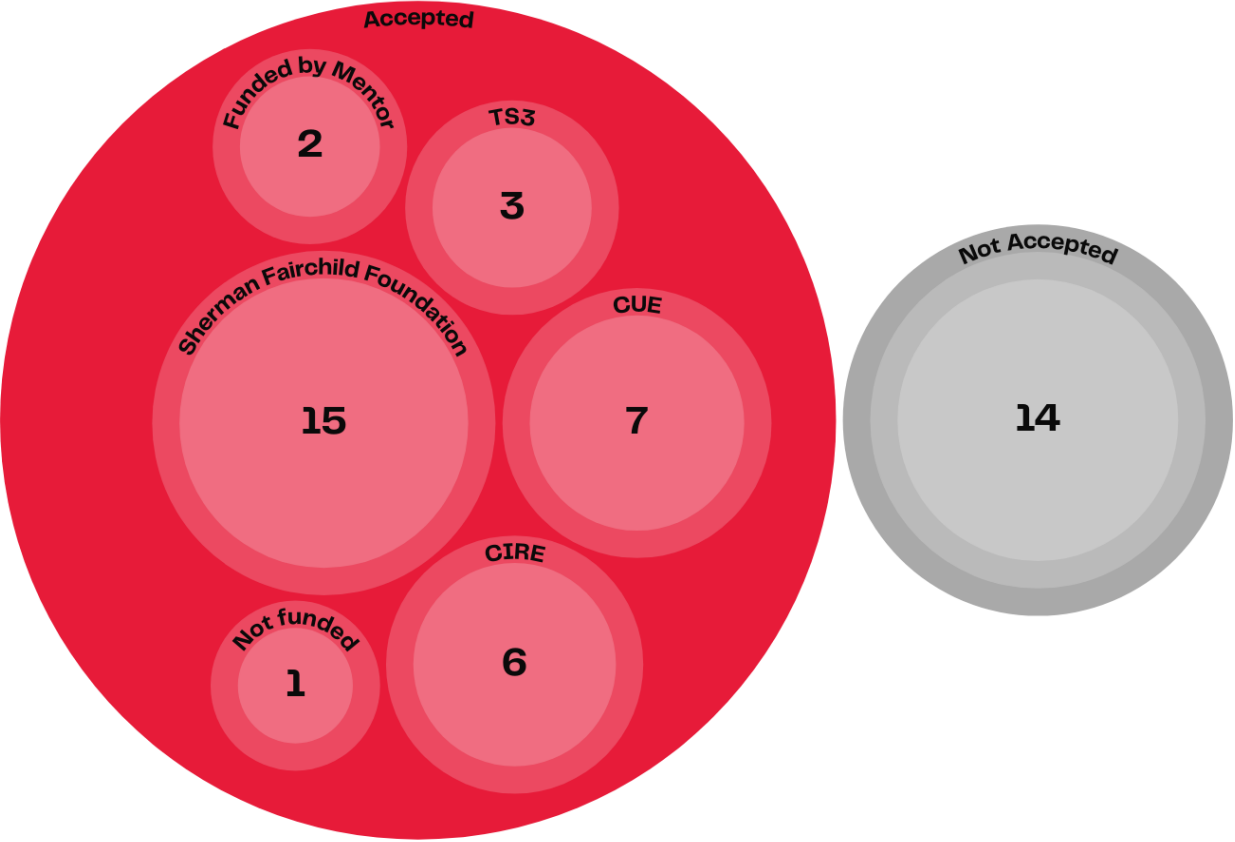 Accepted
Funded by Mentor
2
TS3
3
Sherman Fairchild Foundation
15
CUE
7
CIRE
6
Not funded
1
Not Accepted
14